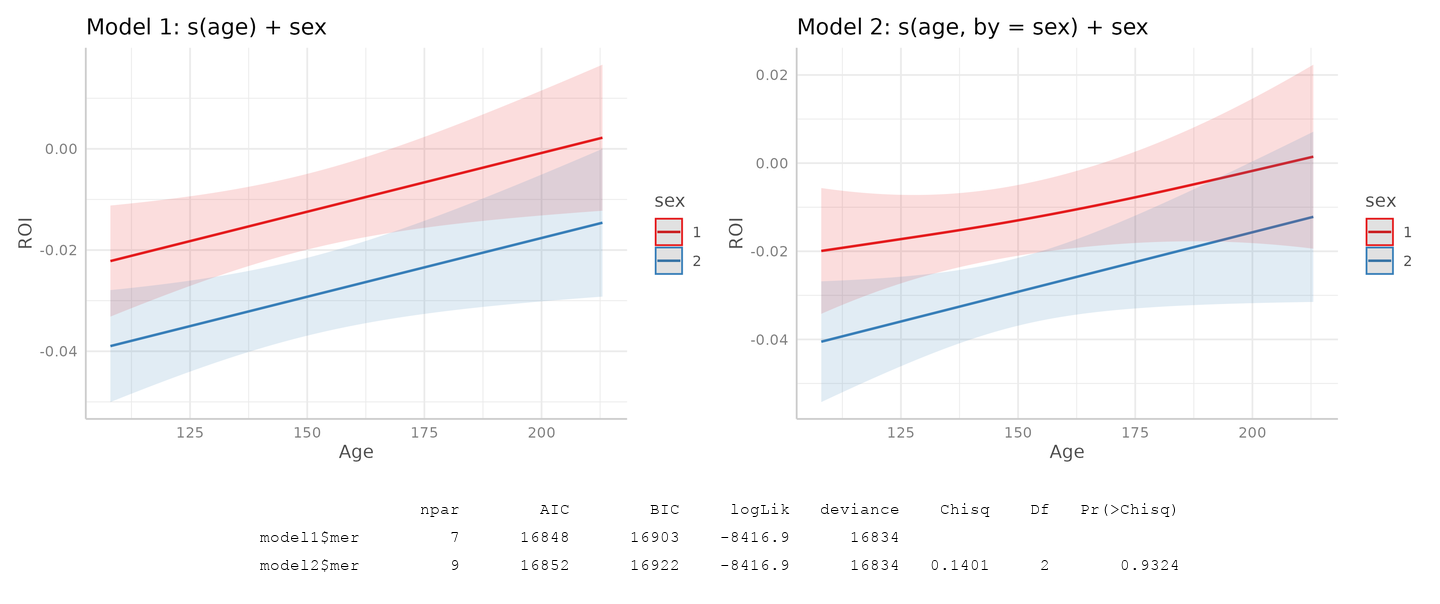 Model 1: s(age) + sex
0.00
-0.02
-0.04
ROI
125 150 175 200
Age
sex
1
2
Model 2: s(age, by = sex) + sex
0.02
0.00
-0.02
-0.04
ROI
125 150 175 200
Age
sex
1
2
npar AIC BIC logLik deviance Chisq Df Pr(>Chisq)
model1$mer 7 16848 16903 -8416.9 16834
model2$mer 9 16852 16922 -8416.9 16834 0.1401 2 0.9324